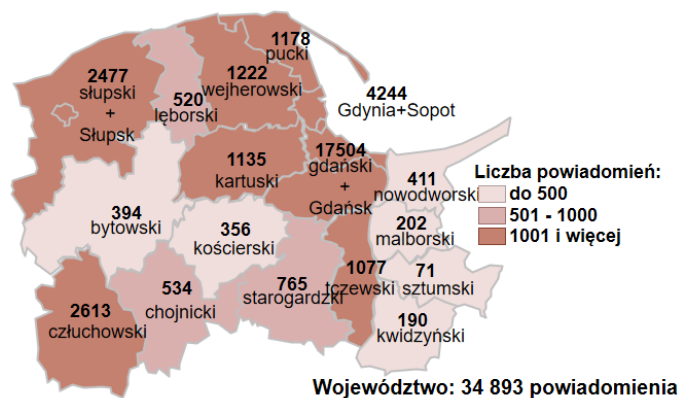 1178
pucki
2477
słupski
+
Słupsk
1222
wejherowski
520
lęborski
4244
Gdynia+Sopot
1135
kartuski
17504
gdański
+
Gdańsk
411
nowodworski
Liczba powiadomień:
do 500
501 - 1000
1001 i więcej
394
bytowski
356
kościerski
202
malborski
2613
człuchowski
534
chojnicki
765
starogardzki
1077
tczewski
71
sztumski
190
kwidzyński
Województwo: 34 893 powiadomienia